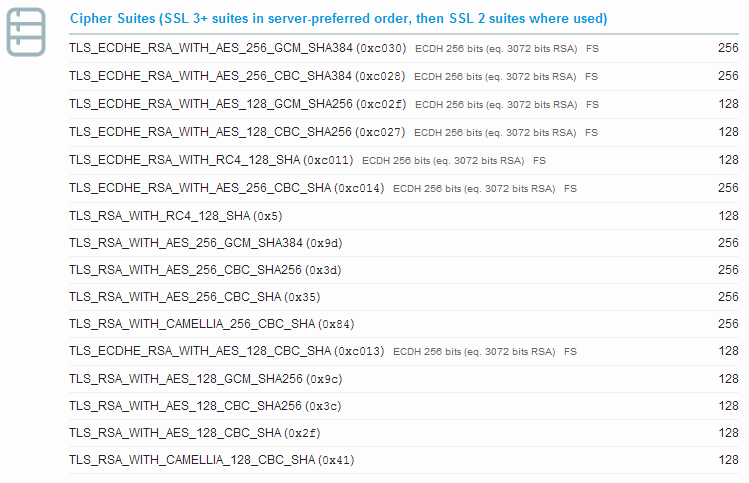 Cipher Suites (SSL 3+ suites in server-preferred order, then SSL 2 suites where used)
TLS_ECDHE_RSA_WITH_AES_256_GCM_SHA384 (0xc030) ECDH 256 bits (eq. 3072 bits RSA) FS 256
TLS_ECDHE_RSA_WITH_AES_256_CBC_SHA384 (0xc028) ECDH 256 bits (eq. 3072 bits RSA) FS 256
TLS_ECDHE_RSA_WITH_AES_128_GCM_SHA256 (0xc02f) ECDH 256 bits (eq. 3072 bits RSA) FS 128
TLS_ECDHE_RSA_WITH_AES_128_CBC_SHA256 (0xc027) ECDH 256 bits (eq. 3072 bits RSA) FS 128
TLS_ECDHE_RSA_WITH_RC4_128_SHA (0xc011) ECDH 256 bits (eq. 3072 bits RSA) FS 128
TLS_ECDHE_RSA_WITH_AES_256_CBC_SHA (0xc014) ECDH 256 bits (eq. 3072 bits RSA) FS 256
TLS_RSA_WITH_RC4_128_SHA (0x5) 128
TLS_RSA_WITH_AES_256_GCM_SHA384 (0x9d) 256
TLS_RSA_WITH_AES_256_CBC_SHA256 (0x3d) 256
TLS_RSA_WITH_AES_256_CBC_SHA (0x35) 256
TLS_RSA_WITH_CAMELLIA_256_CBC_SHA (0x84) 256
TLS_ECDHE_RSA_WITH_AES_128_CBC_SHA (0xc013) ECDH 256 bits (eq. 3072 bits RSA) FS 128
TLS_RSA_WITH_AES_128_GCM_SHA256 (0x9c) 128
TLS_RSA_WITH_AES_128_CBC_SHA256 (0x3c) 128
TLS_RSA_WITH_AES_128_CBC_SHA (0x2f) 128
TLS_RSA_WITH_CAMELLIA_128_CBC_SHA (0x41) 128